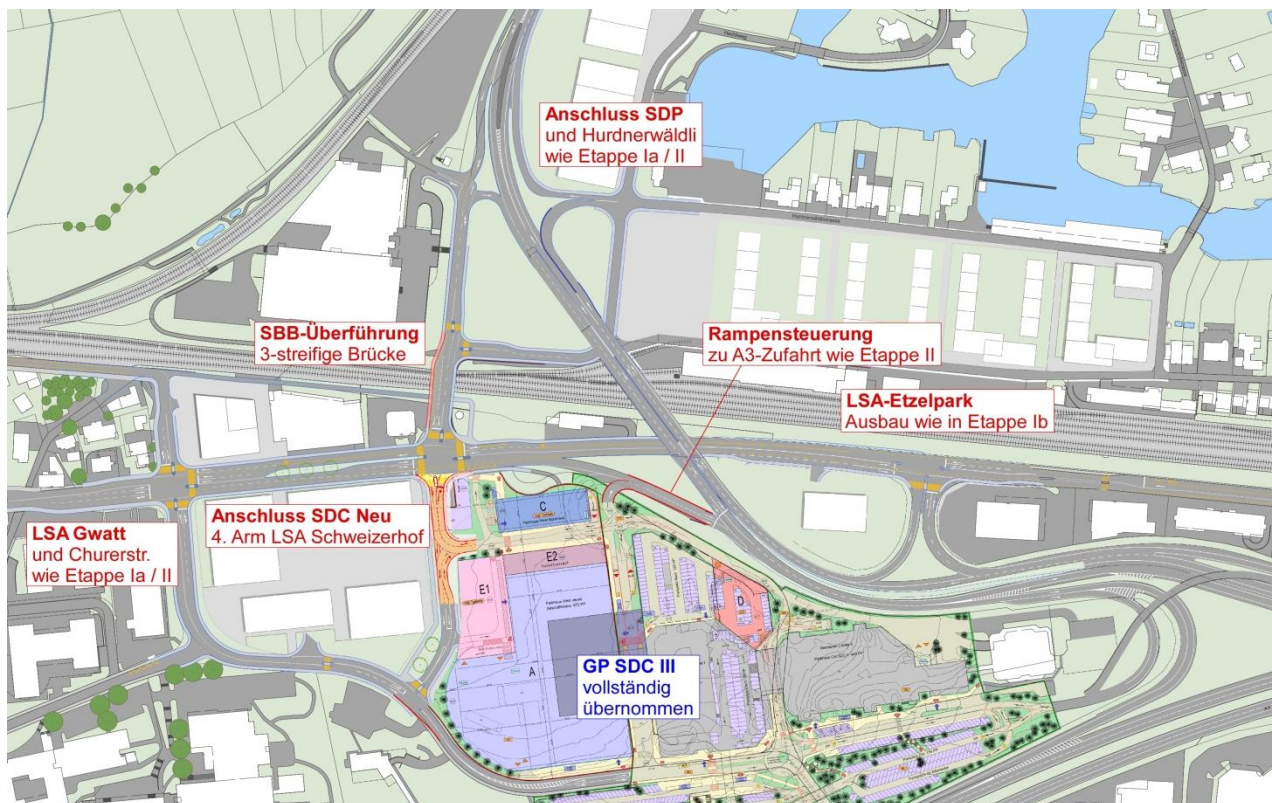 Anschluss SDP
und Hurdnerwäldli
wie Etappe Ia / II
SBB-Überführung
3-streifige Brücke
Rampensteuerung
zu A3-Zufahrt wie Etappe II
LSA-Etzelpark
Ausbau wie in Etappe Ib
LSA Gwatt
und Churerstr.
wie Etappe Ia / II
Anschluss SDC Neu
4. Arm LSA Schweizerhof
C
E2
E1
D
A
GP SDC III
vollständig
übernommen